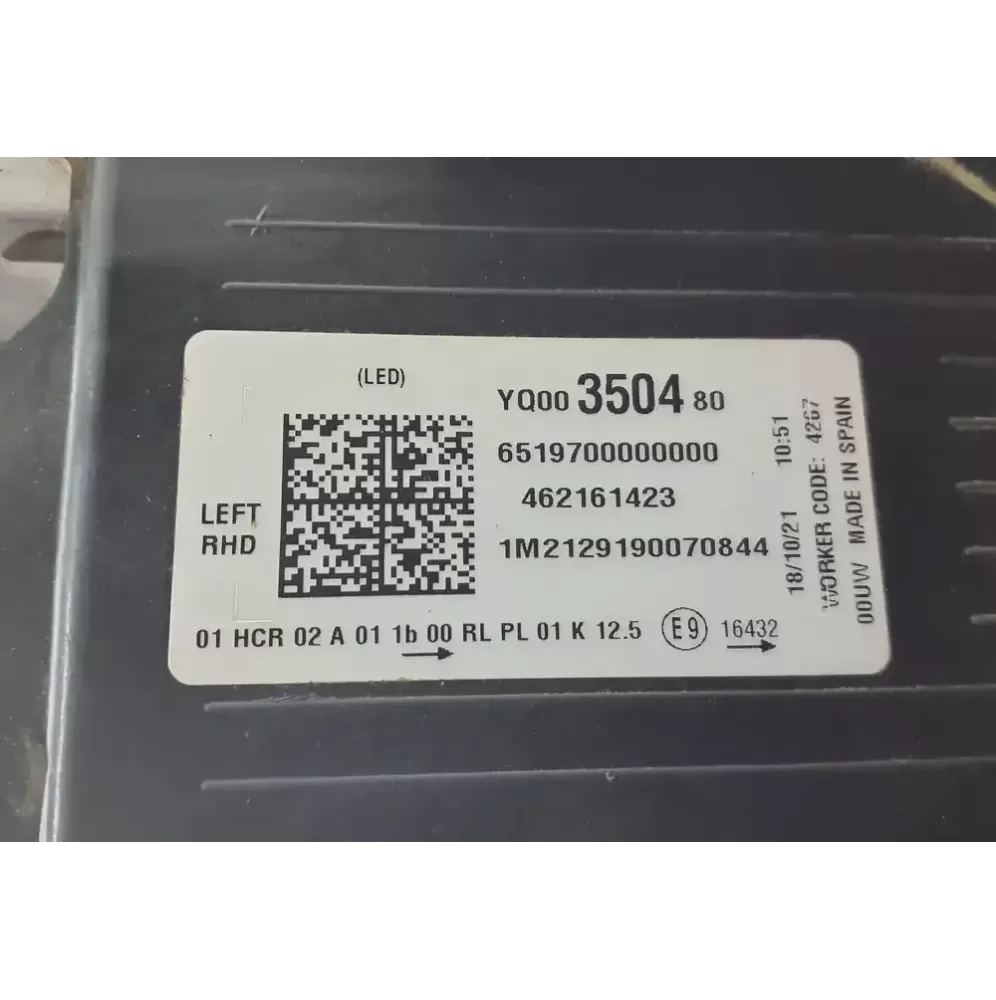 (LED)
YQ00 3504 80
6519700000000
462161423
1M2129190070844
LEFT
RHD
01 HCR 02 A 01 1b 00 RL PL 01 K 12.5 E9 16432
18/10/21 10:51
WORKER CODE: 4267
00UW MADE IN SPAIN